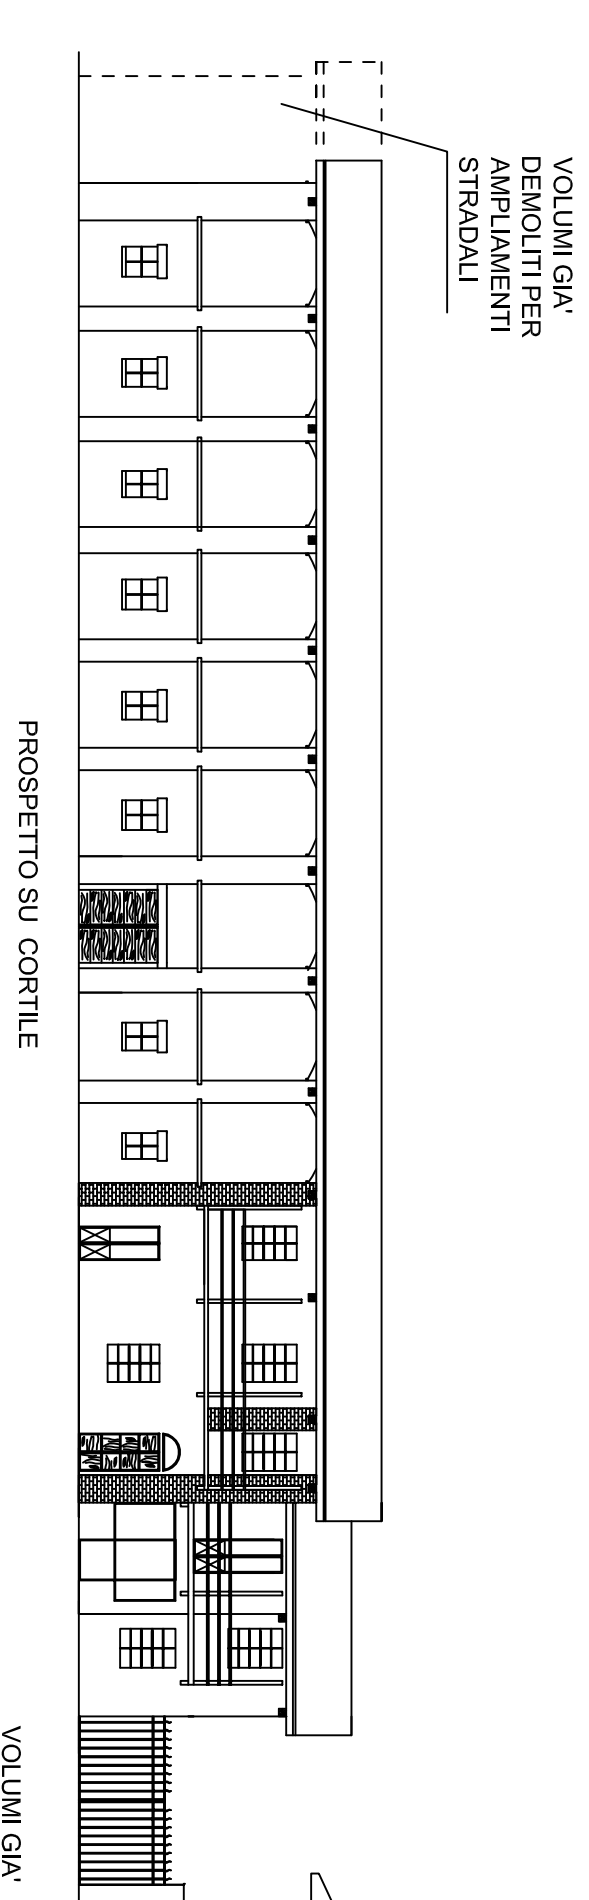 VOLUMI GIA'
DEMOLITI PER
AMPLIAMENTI
STRADALI
PROSPETTO SU CORTILE
VOLUMI GIA'